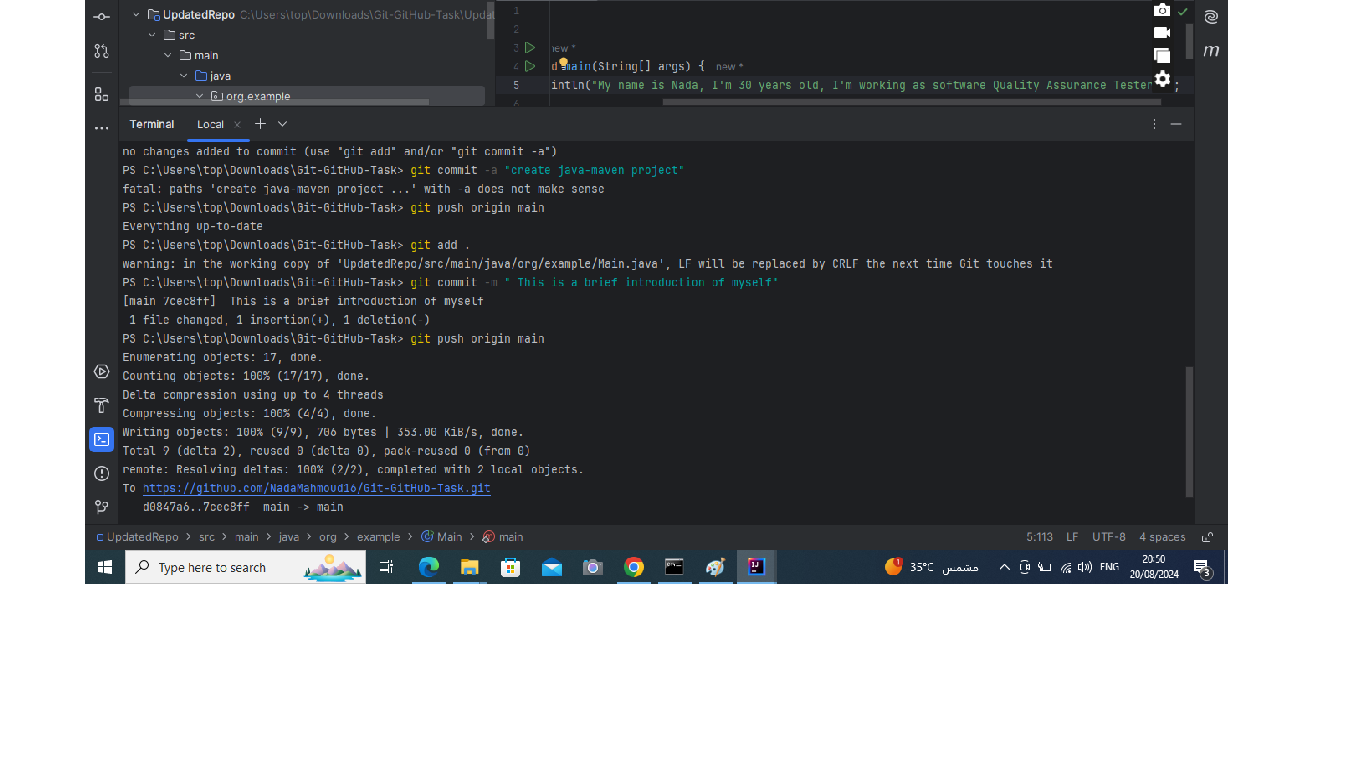 UpdatedRepo C:\Users\top\Downloads\Git-GitHub-Task\Updat
src
main
java
org.example
1
2
3 new *
4 d main(String[] args) { new *
5 intln("My name is Nada, I'm 30 years old, I'm working as software Quality Assurance Tester ;
6
m
Terminal Local × + 
no changes added to commit (use "git add" and/or "git commit -a")
PS C:\Users\top\Downloads\Git-GitHub-Task> git commit -a "create java-maven project"
fatal: paths 'create java-maven project ...' with -a does not make sense
PS C:\Users\top\Downloads\Git-GitHub-Task> git push origin main
Everything up-to-date
PS C:\Users\top\Downloads\Git-GitHub-Task> git add .
warning: in the working copy of 'UpdatedRepo/src/main/java/org/example/Main.java', LF will be replaced by CRLF the next time Git touches it
PS C:\Users\top\Downloads\Git-GitHub-Task> git commit -m " This is a brief introduction of myself"
[main 7cec8ff]  This is a brief introduction of myself
 1 file changed, 1 insertion(+), 1 deletion(-)
PS C:\Users\top\Downloads\Git-GitHub-Task> git push origin main
Enumerating objects: 17, done.
Counting objects: 100% (17/17), done.
Delta compression using up to 4 threads
Compressing objects: 100% (4/4), done.
Writing objects: 100% (9/9), 706 bytes | 353.00 KiB/s, done.
Total 9 (delta 2), reused 0 (delta 0), pack-reused 0 (from 0)
remote: Resolving deltas: 100% (2/2), completed with 2 local objects.
To https://github.com/NadaMahmoud16/Git-GitHub-Task.git
   d0847a6..7cec8ff  main -> main
UpdatedRepo > src > main > java > org > example > Main > main 5:113 LF UTF-8 4 spaces
Type here to search 1 35°C مشمس ENG 20:50
20/08/2024 3